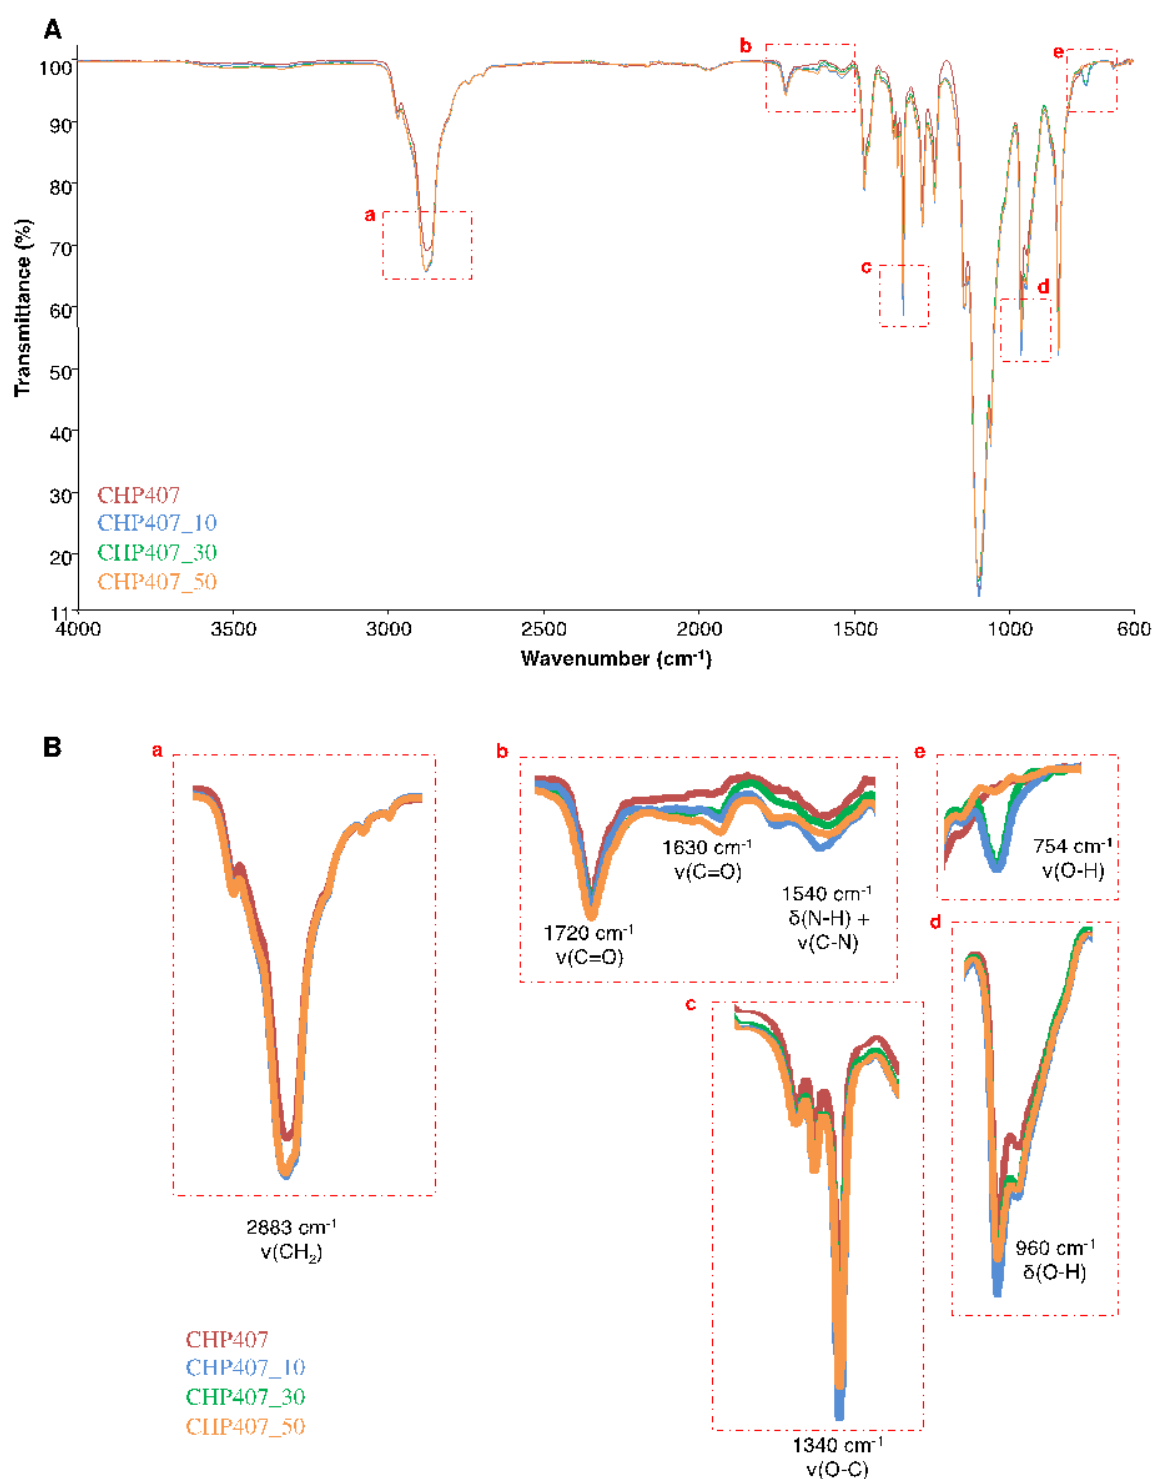 A
b
e
100
90
80
a
70
c
d
60
50
40
30
20
11
Transmittance (%)
CHP407
CHP407_10
CHP407_30
CHP407_50
4000 3500 3000 2500 2000 1500 1000 600
Wavenumber (cm⁻¹)
B
a
b
e
1630 cm⁻¹
ν(C=O)
754 cm⁻¹
ν(O-H)
1720 cm⁻¹
ν(C=O)
1540 cm⁻¹
δ(N-H) +
ν(C-N)
d
c
2883 cm⁻¹
ν(CH₂)
960 cm⁻¹
δ(O-H)
CHP407
CHP407_10
CHP407_30
CHP407_50
1340 cm⁻¹
ν(O-C)